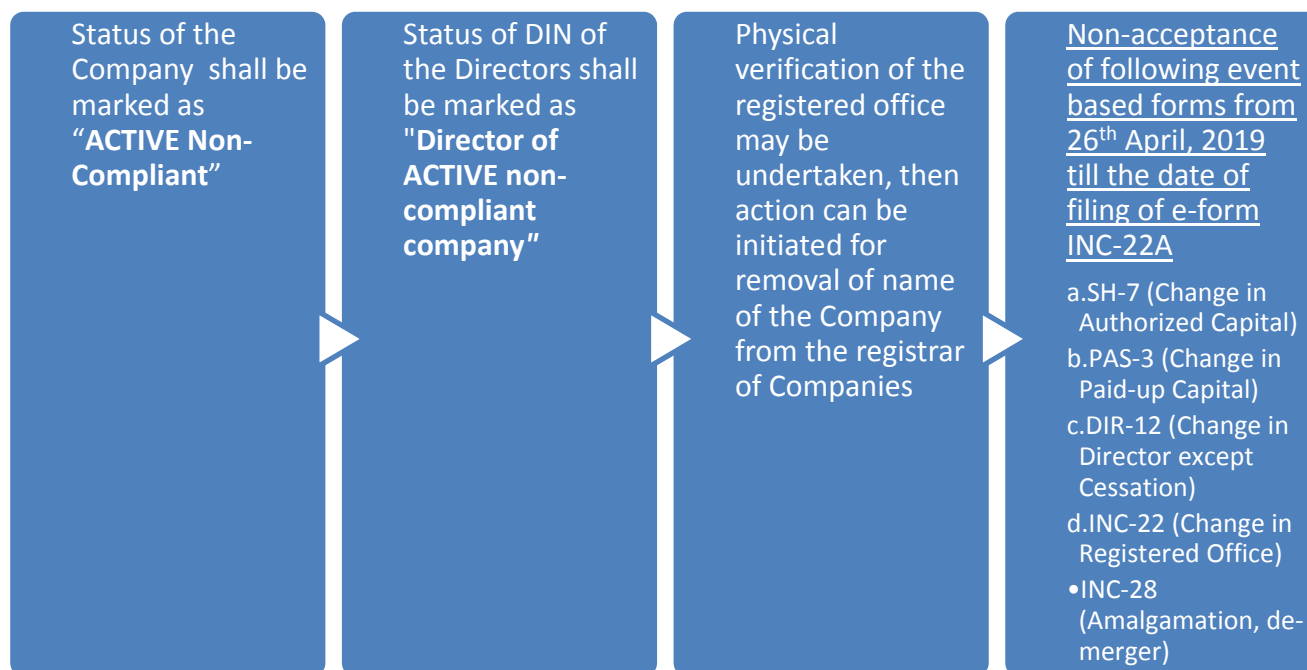 Status of the
Company  shall be
marked as
“ACTIVE Non-
Compliant”
Status of DIN of
the Directors shall
be marked as
"Director of
ACTIVE non-
compliant
company"
Physical
verification of the
registered office
may be
undertaken, then
action can be
initiated for
removal of name
of the Company
from the registrar
of Companies
Non-acceptance
of following event
based forms from
26th April, 2019
till the date of
filing of e-form
INC-22A
a.SH-7 (Change in
Authorized Capital)
b.PAS-3 (Change in
Paid-up Capital)
c.DIR-12 (Change in
Director except
Cessation)
d.INC-22 (Change in
Registered Office)
•INC-28
(Amalgamation, de-
merger)